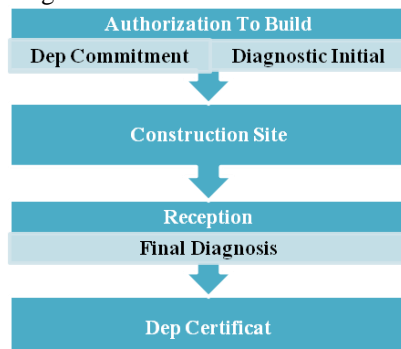 Authorization To Build
Dep Commitment Diagnostic Initial
Construction Site
Reception
Final Diagnosis
Dep Certificat